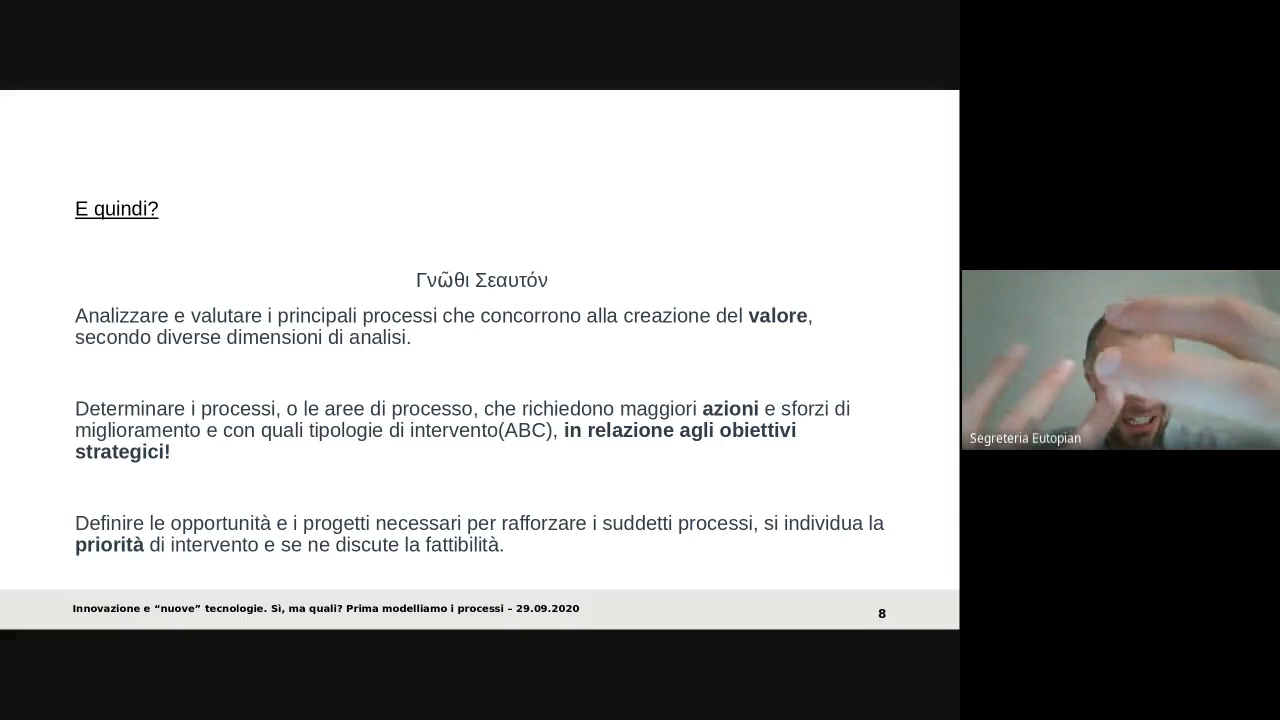 E quindi?
Γνῶθι Σεαυτόν
Analizzare e valutare i principali processi che concorrono alla creazione del valore,
secondo diverse dimensioni di analisi.
Determinare i processi, o le aree di processo, che richiedono maggiori azioni e sforzi di
miglioramento e con quali tipologie di intervento(ABC), in relazione agli obiettivi
strategici!
Definire le opportunità e i progetti necessari per rafforzare i suddetti processi, si individua la
priorità di intervento e se ne discute la fattibilità.
Innovazione e “nuove” tecnologie. Sì, ma quali? Prima modelliamo i processi – 29.09.2020
8
Segreteria Eutopian